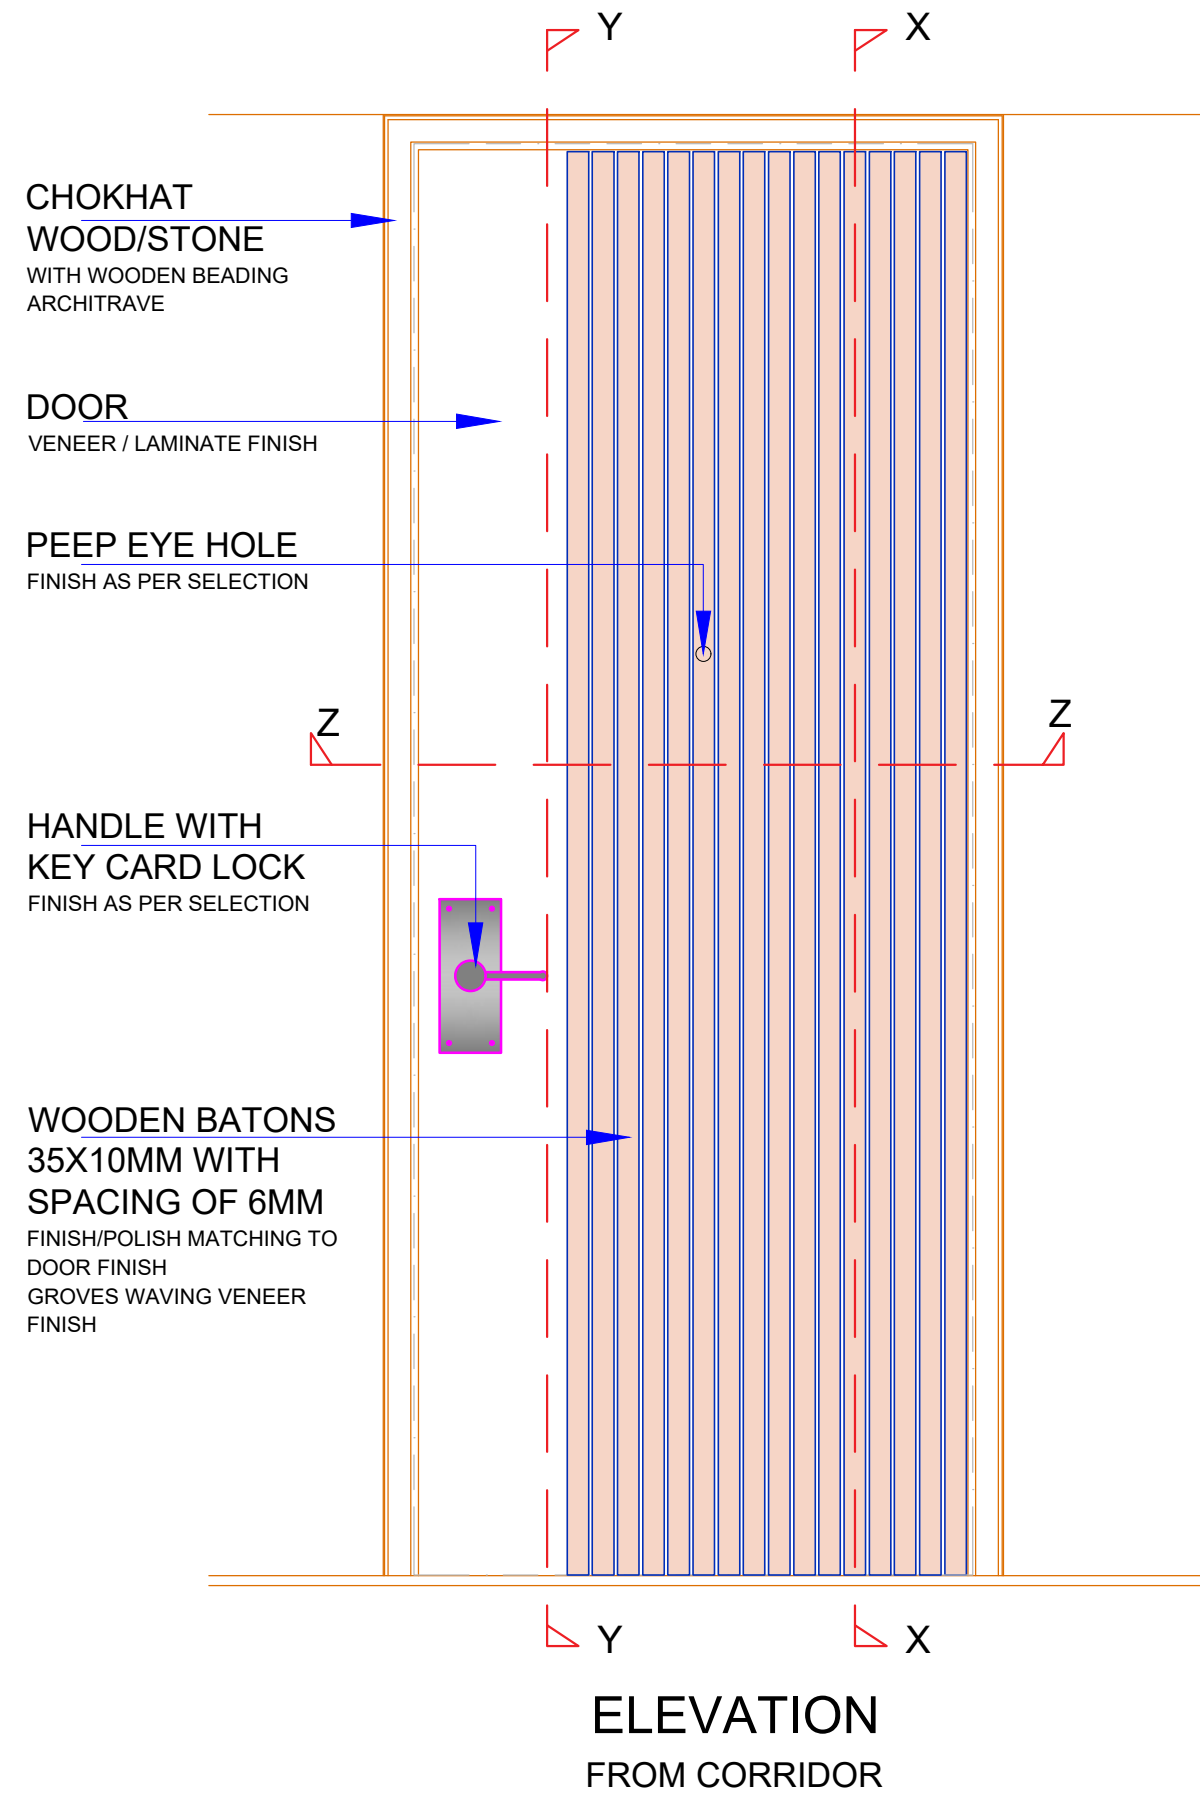 Y
X
CHOKHAT
WOOD/STONE
WITH WOODEN BEADING
ARCHITRAVE
DOOR
VENEER / LAMINATE FINISH
PEEP EYE HOLE
FINISH AS PER SELECTION
Z
Z
HANDLE WITH
KEY CARD LOCK
FINISH AS PER SELECTION
WOODEN BATONS
35X10MM WITH
SPACING OF 6MM
FINISH/POLISH MATCHING TO
DOOR FINISH
GROVES WAVING VENEER
FINISH
Y
X
ELEVATION
FROM CORRIDOR